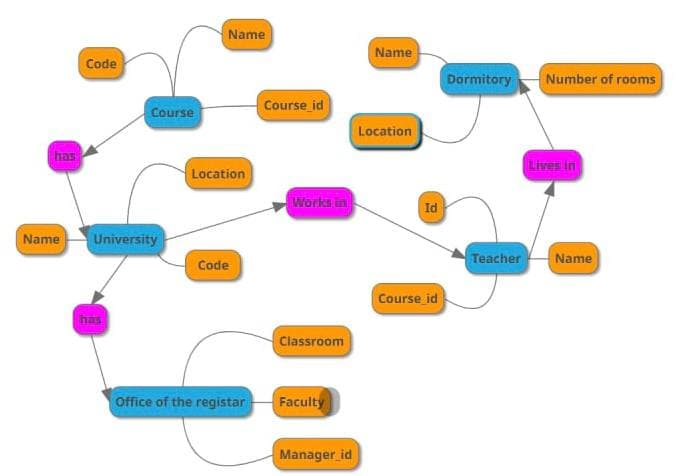 Name
Code
Course
Course_id
has
Location
Name
University
Code
Works in
has
Classroom
Office of the registar
Faculty
Manager_id
Name
Dormitory
Number of rooms
Location
Lives in
Id
Teacher
Name
Course_id